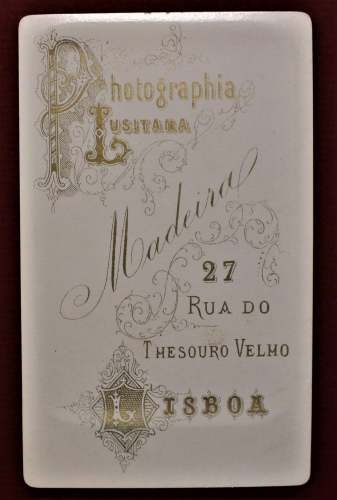 Photographia
Lusitana
Madeira
27
Rua do
Thesouro Velho
Lisboa